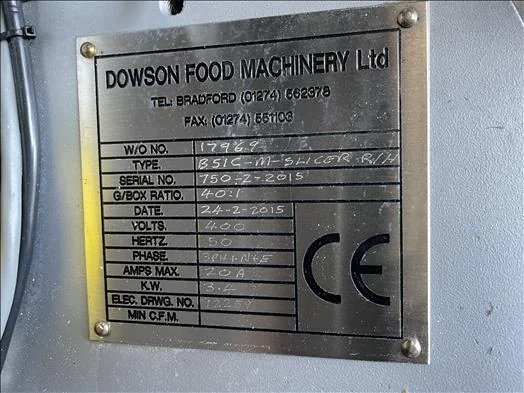 DOWSON FOOD MACHINERY Ltd
TEL: BRADFORD (01274) 562378
FAX: (01274) 551103
W/O NO. 17969
TYPE. B51C-M-SLICER R/H
SERIAL NO. 750-2-2015
G/BOX RATIO. 40:1
DATE. 24-2-2015
VOLTS. 400
HERTZ. 50
PHASE. 3PH+N+E
AMPS MAX. 20A
K.W. 3.4
ELEC. DRWG. NO.
MIN C.F.M.
CE